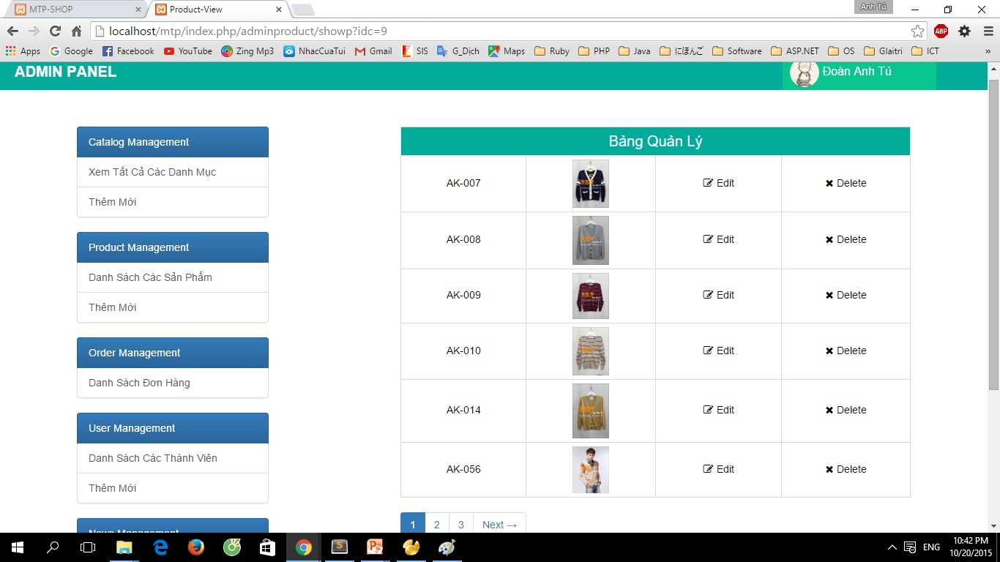 Anh Tú
MTP-SHOP
Product-View
localhost/mtp/index.php/adminproduct/showp?idc=9
ABP
Apps Google Facebook YouTube Zing Mp3 NhacCuaTui Gmail SIS G_Dịch Maps Ruby PHP Java にほんご Software ASP.NET OS Glaitri ICT »
ADMIN PANEL
Đoàn Anh Tú
Catalog Management
Xem Tất Cả Các Danh Mục
Thêm Mới
Product Management
Danh Sách Các Sản Phẩm
Thêm Mới
Order Management
Danh Sách Đơn Hàng
User Management
Danh Sách Các Thành Viên
Thêm Mới
News Management
Bảng Quản Lý
AK-007 Edit Delete
AK-008 Edit Delete
AK-009 Edit Delete
AK-010 Edit Delete
AK-014 Edit Delete
AK-056 Edit Delete
1 2 3 Next →
ENG
10:42 PM
10/20/2015